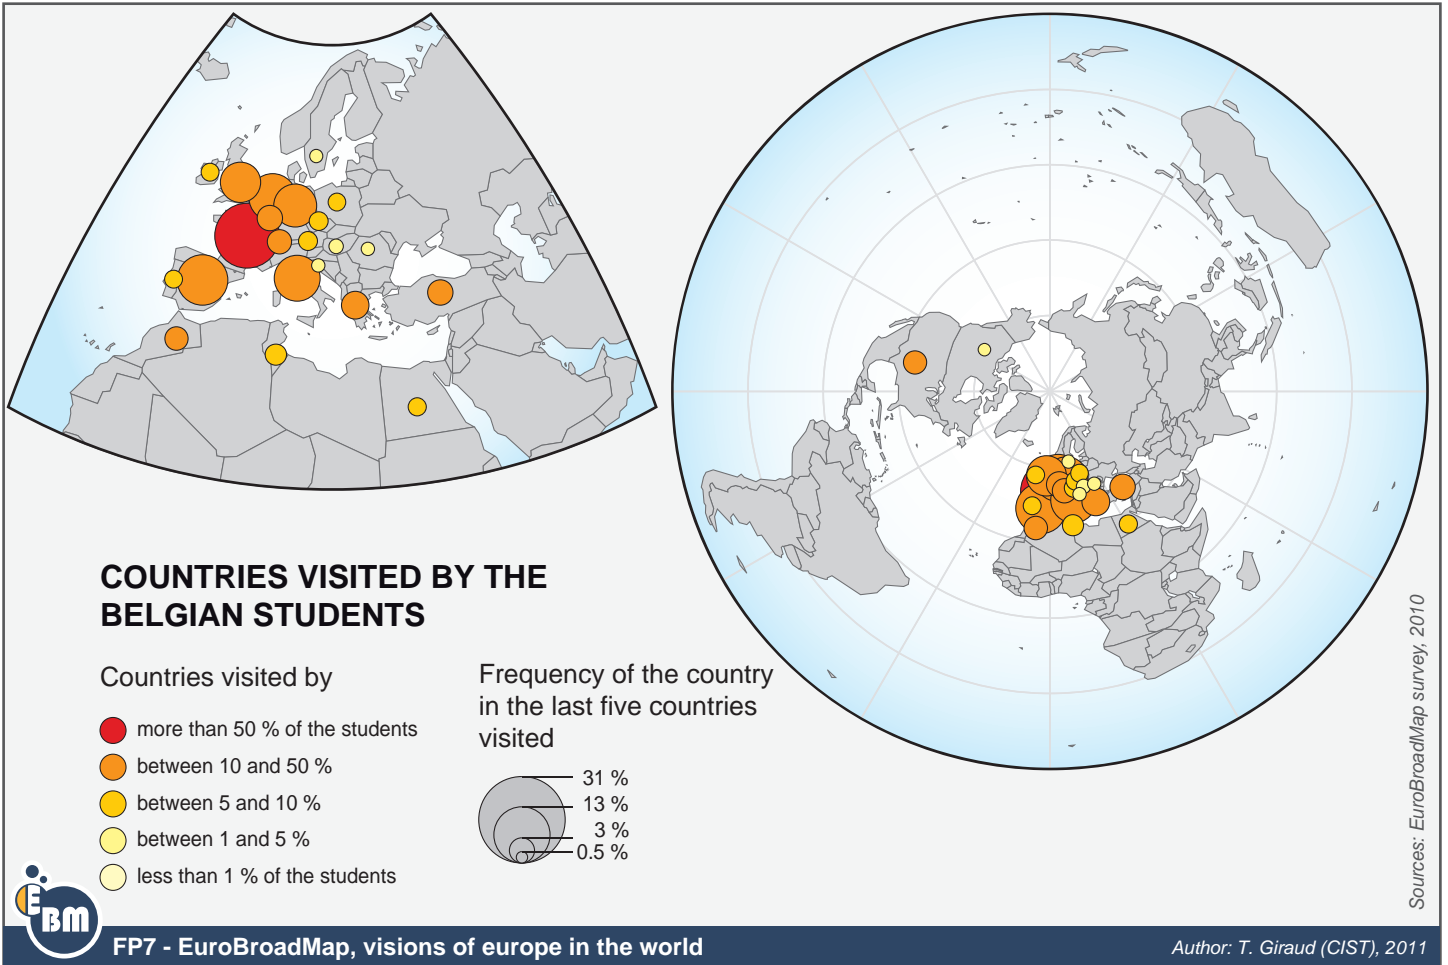 COUNTRIES VISITED BY THE
BELGIAN STUDENTS
Countries visited by
more than 50 % of the students
between 10 and 50 %
between 5 and 10 %
between 1 and 5 %
less than 1 % of the students
Frequency of the country
in the last five countries
visited
31 %
13 %
3 %
0.5 %
Sources: EuroBroadMap survey, 2010
EBM
FP7 - EuroBroadMap, visions of europe in the world
Author: T. Giraud (CIST), 2011